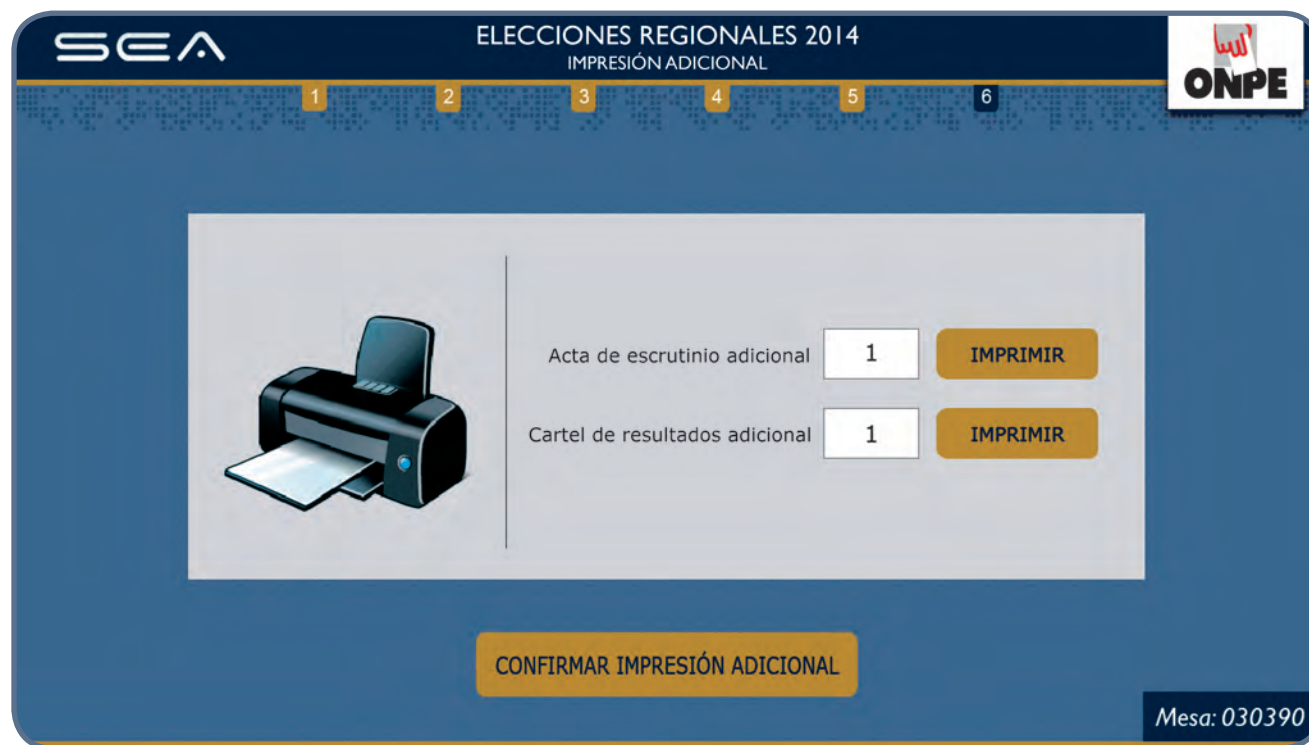 SEA
ELECCIONES REGIONALES 2014
IMPRESIÓN ADICIONAL
ONPE
1 2 3 4 5 6
Acta de escrutinio adicional 1 IMPRIMIR
Cartel de resultados adicional 1 IMPRIMIR
CONFIRMAR IMPRESIÓN ADICIONAL
Mesa: 030390